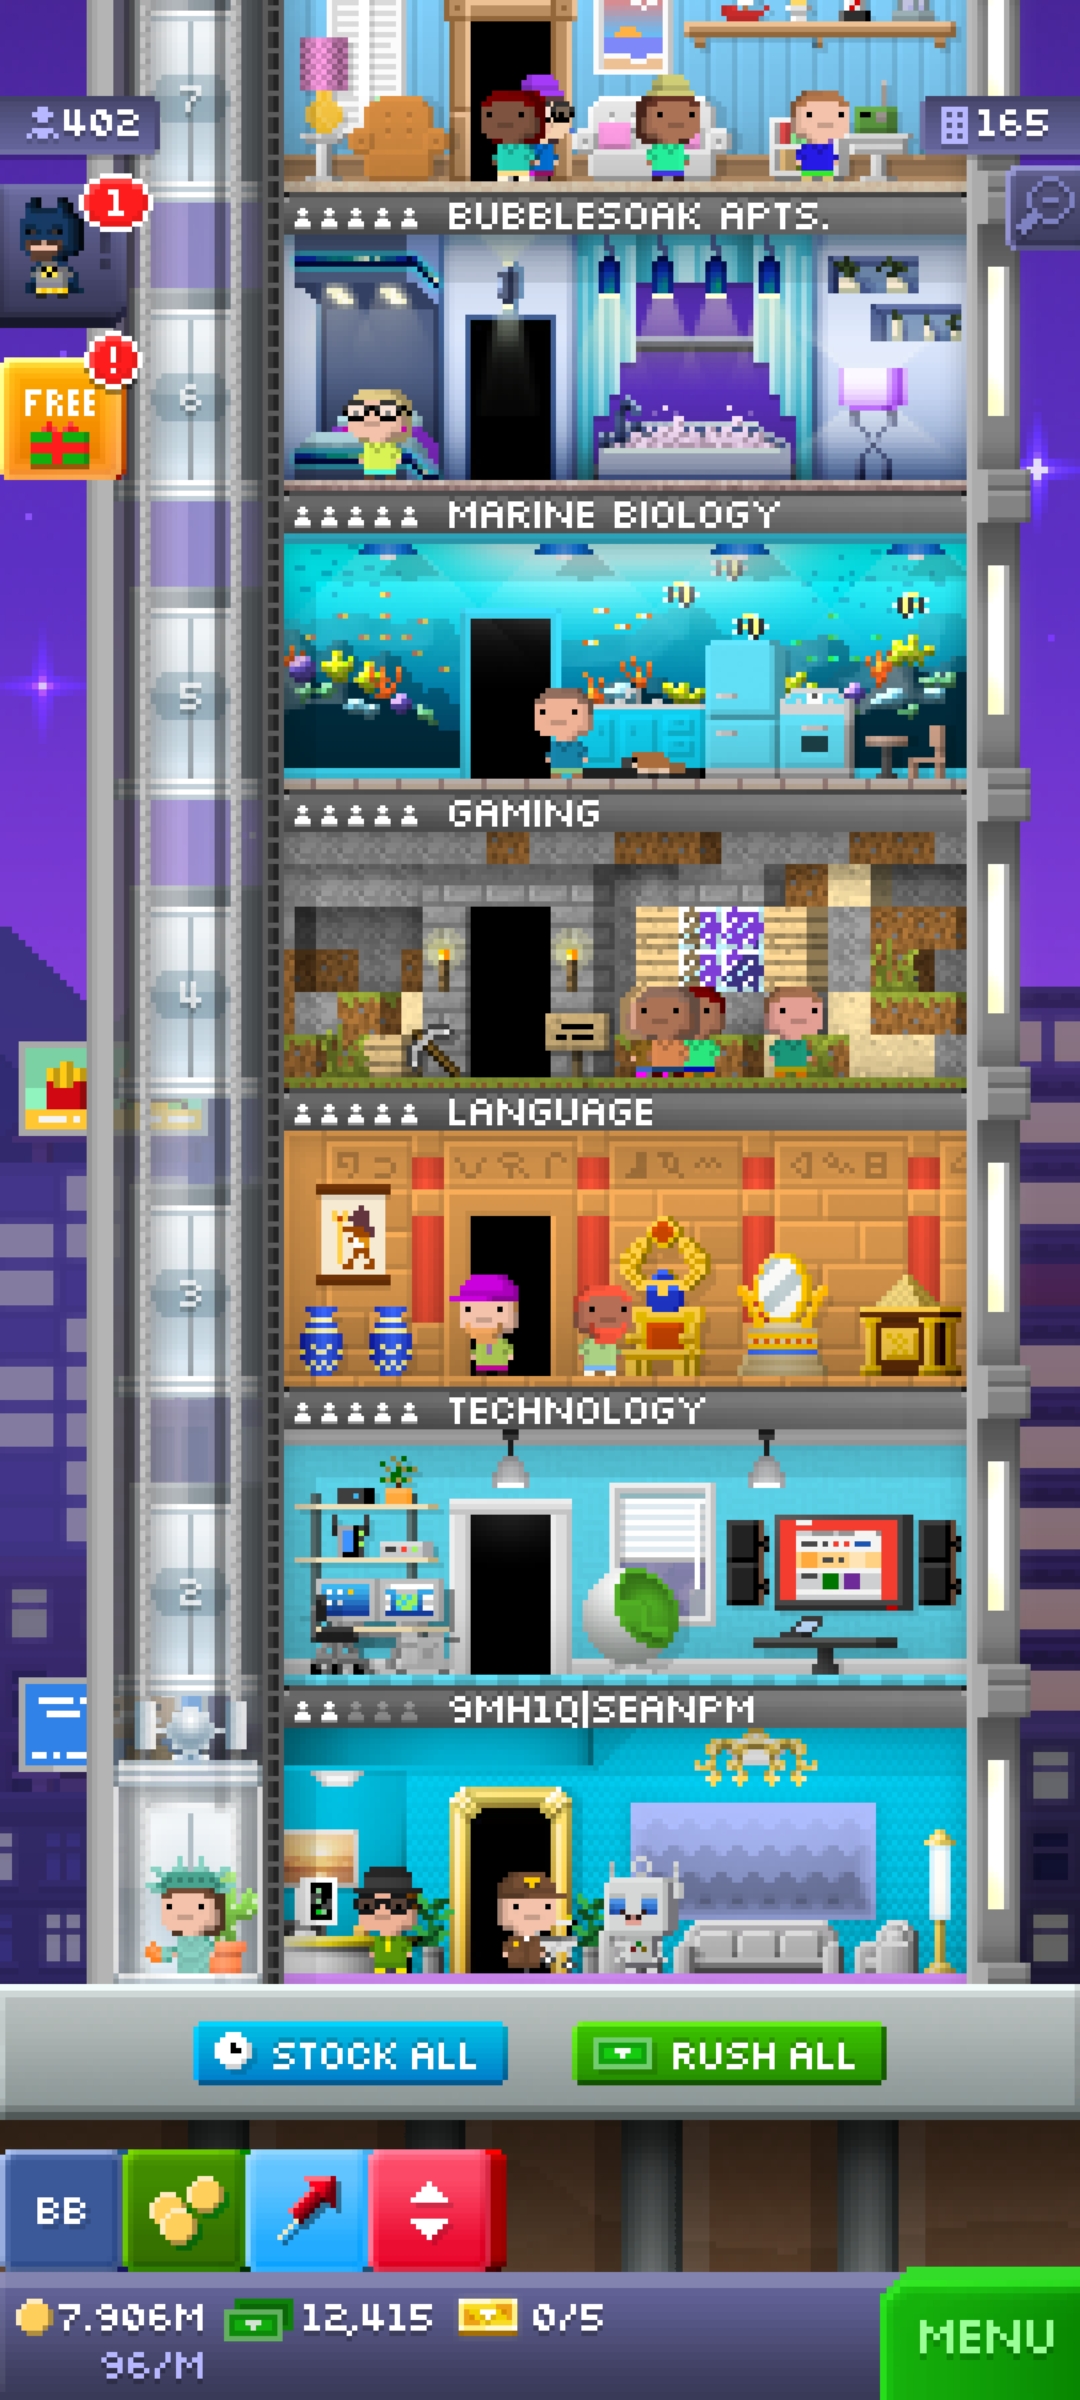 7
402
165
1
BUBBLESOAK APTS.
!
FREE
6
MARINE BIOLOGY
5
GAMING
4
LANGUAGE
3
TECHNOLOGY
2
9MH1Q|SEANPM
STOCK ALL
RUSH ALL
BB
7.906M
12,415
0/5
96/M
MENU